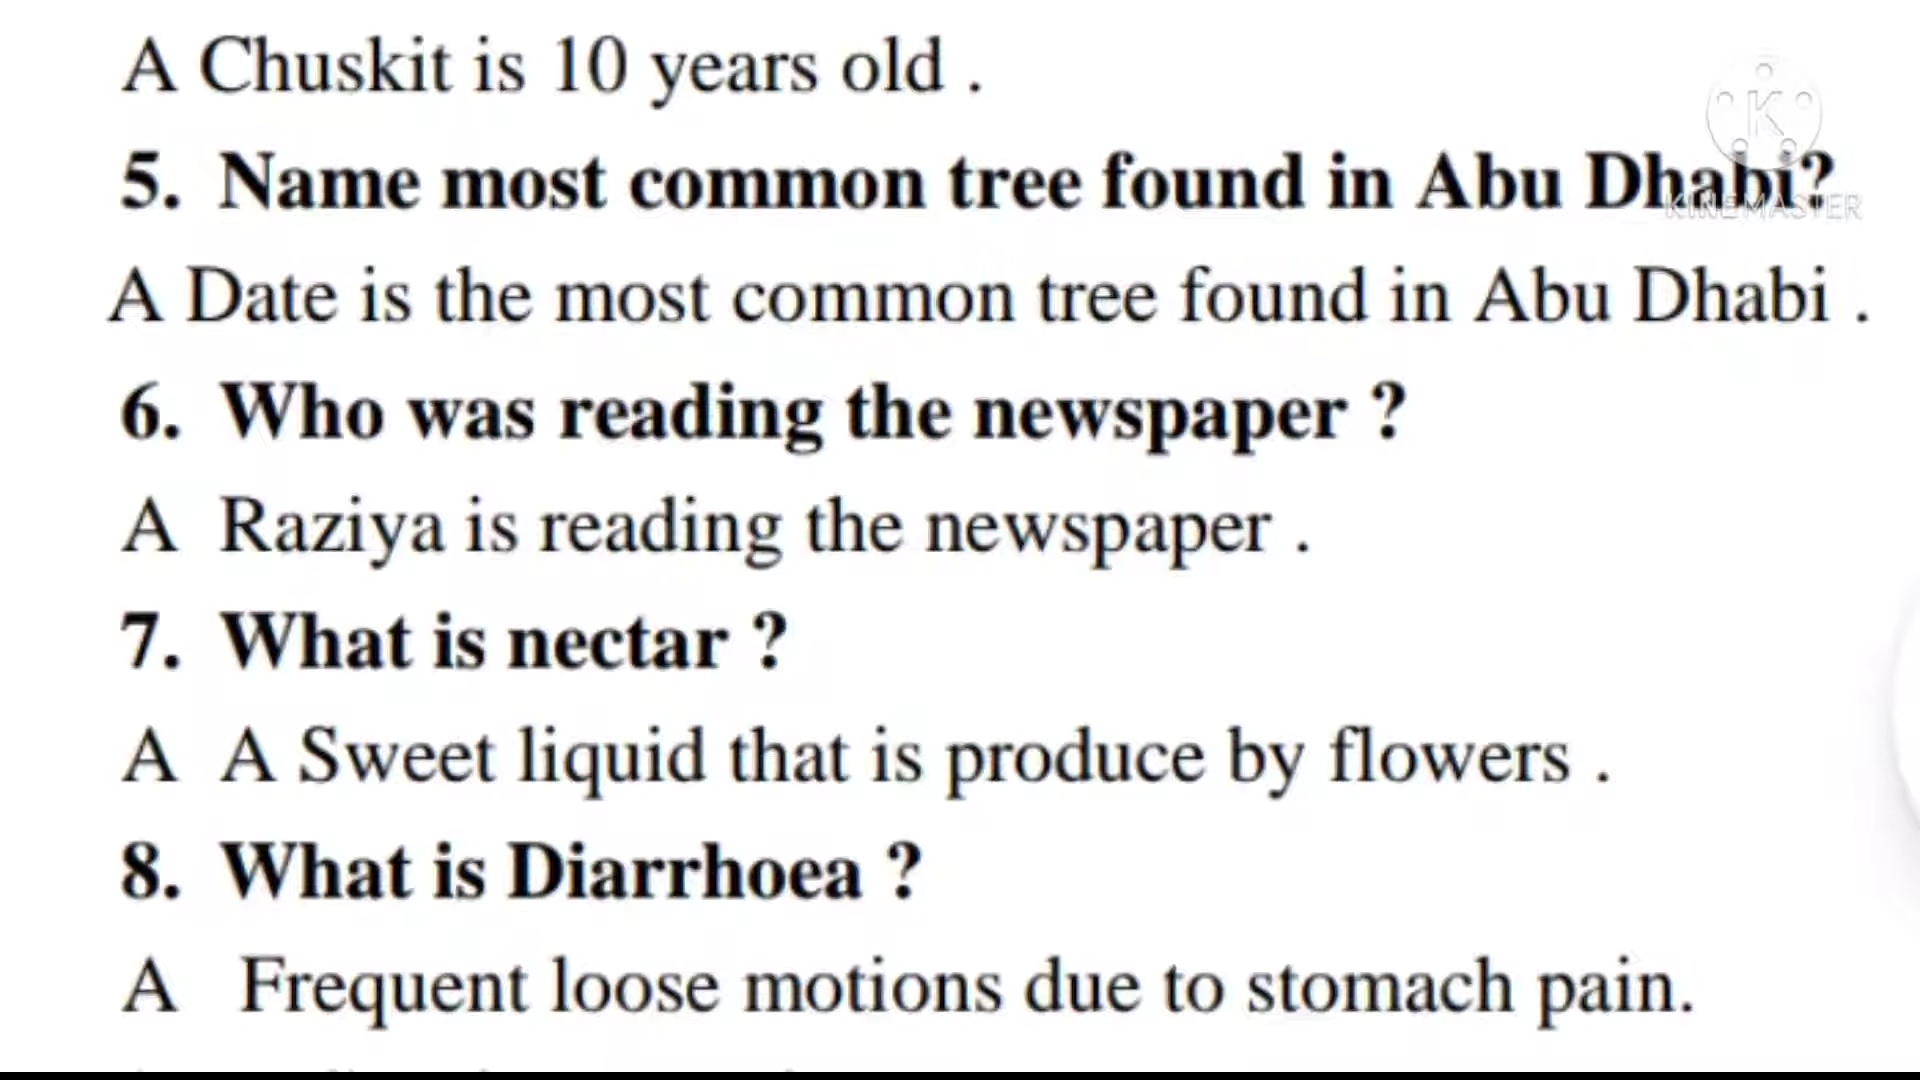 A Chuskit is 10 years old .
5. Name most common tree found in Abu Dhabi?
KINEMASTER
A Date is the most common tree found in Abu Dhabi .
6. Who was reading the newspaper ?
A Raziya is reading the newspaper .
7. What is nectar ?
A A Sweet liquid that is produce by flowers .
8. What is Diarrhoea ?
A Frequent loose motions due to stomach pain.